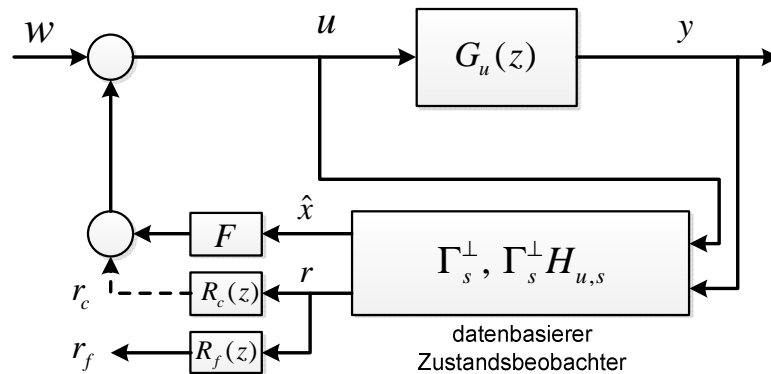 w
u
G_u(z)
y
x̂
F
Γ_s^⊥, Γ_s^⊥ H_{u,s}
r
r_c
R_c(z)
r_f
R_f(z)
datenbasierer
Zustandsbeobachter